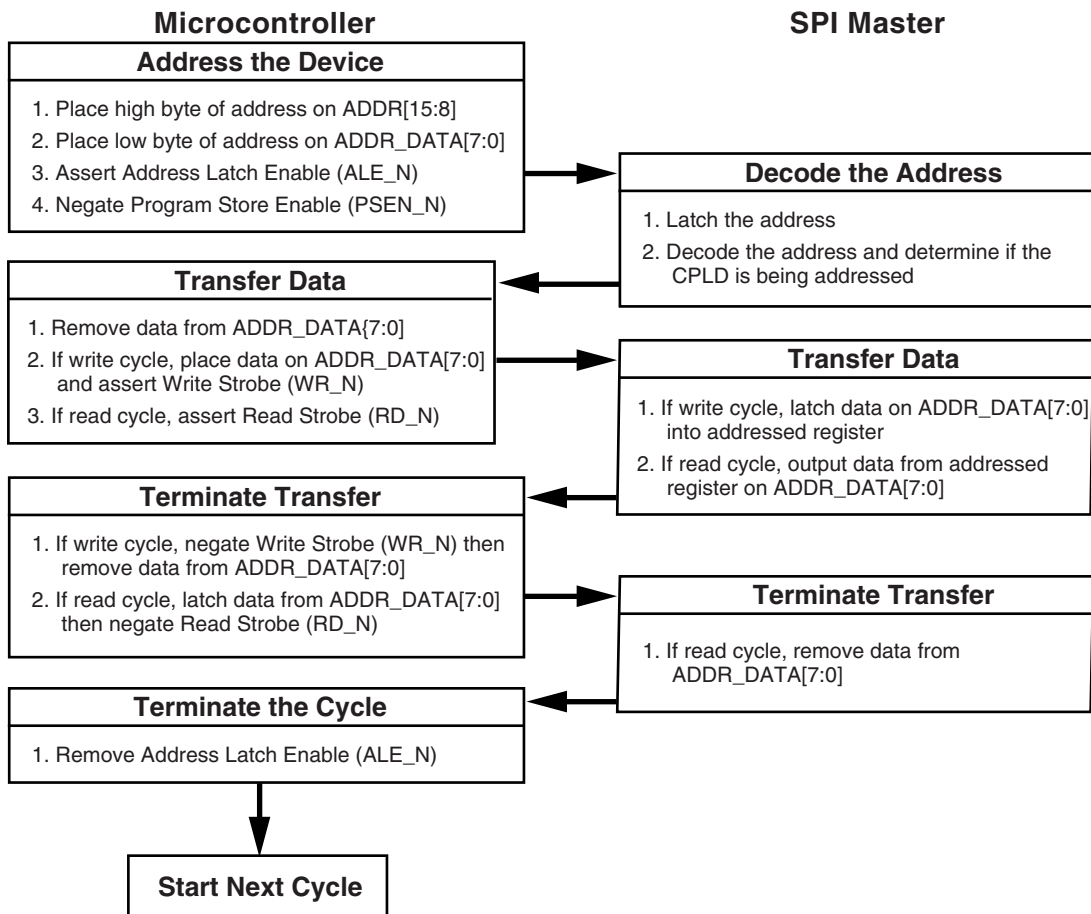 Microcontroller
SPI Master
Address the Device
1. Place high byte of address on ADDR[15:8]
2. Place low byte of address on ADDR_DATA[7:0]
3. Assert Address Latch Enable (ALE_N)
4. Negate Program Store Enable (PSEN_N)
Decode the Address
1. Latch the address
2. Decode the address and determine if the
CPLD is being addressed
Transfer Data
1. Remove data from ADDR_DATA{7:0]
2. If write cycle, place data on ADDR_DATA[7:0]
and assert Write Strobe (WR_N)
3. If read cycle, assert Read Strobe (RD_N)
Transfer Data
1. If write cycle, latch data on ADDR_DATA[7:0]
into addressed register
2. If read cycle, output data from addressed
register on ADDR_DATA[7:0]
Terminate Transfer
1. If write cycle, negate Write Strobe (WR_N) then
remove data from ADDR_DATA[7:0]
2. If read cycle, latch data from ADDR_DATA[7:0]
then negate Read Strobe (RD_N)
Terminate Transfer
1. If read cycle, remove data from
ADDR_DATA[7:0]
Terminate the Cycle
1. Remove Address Latch Enable (ALE_N)
Start Next Cycle